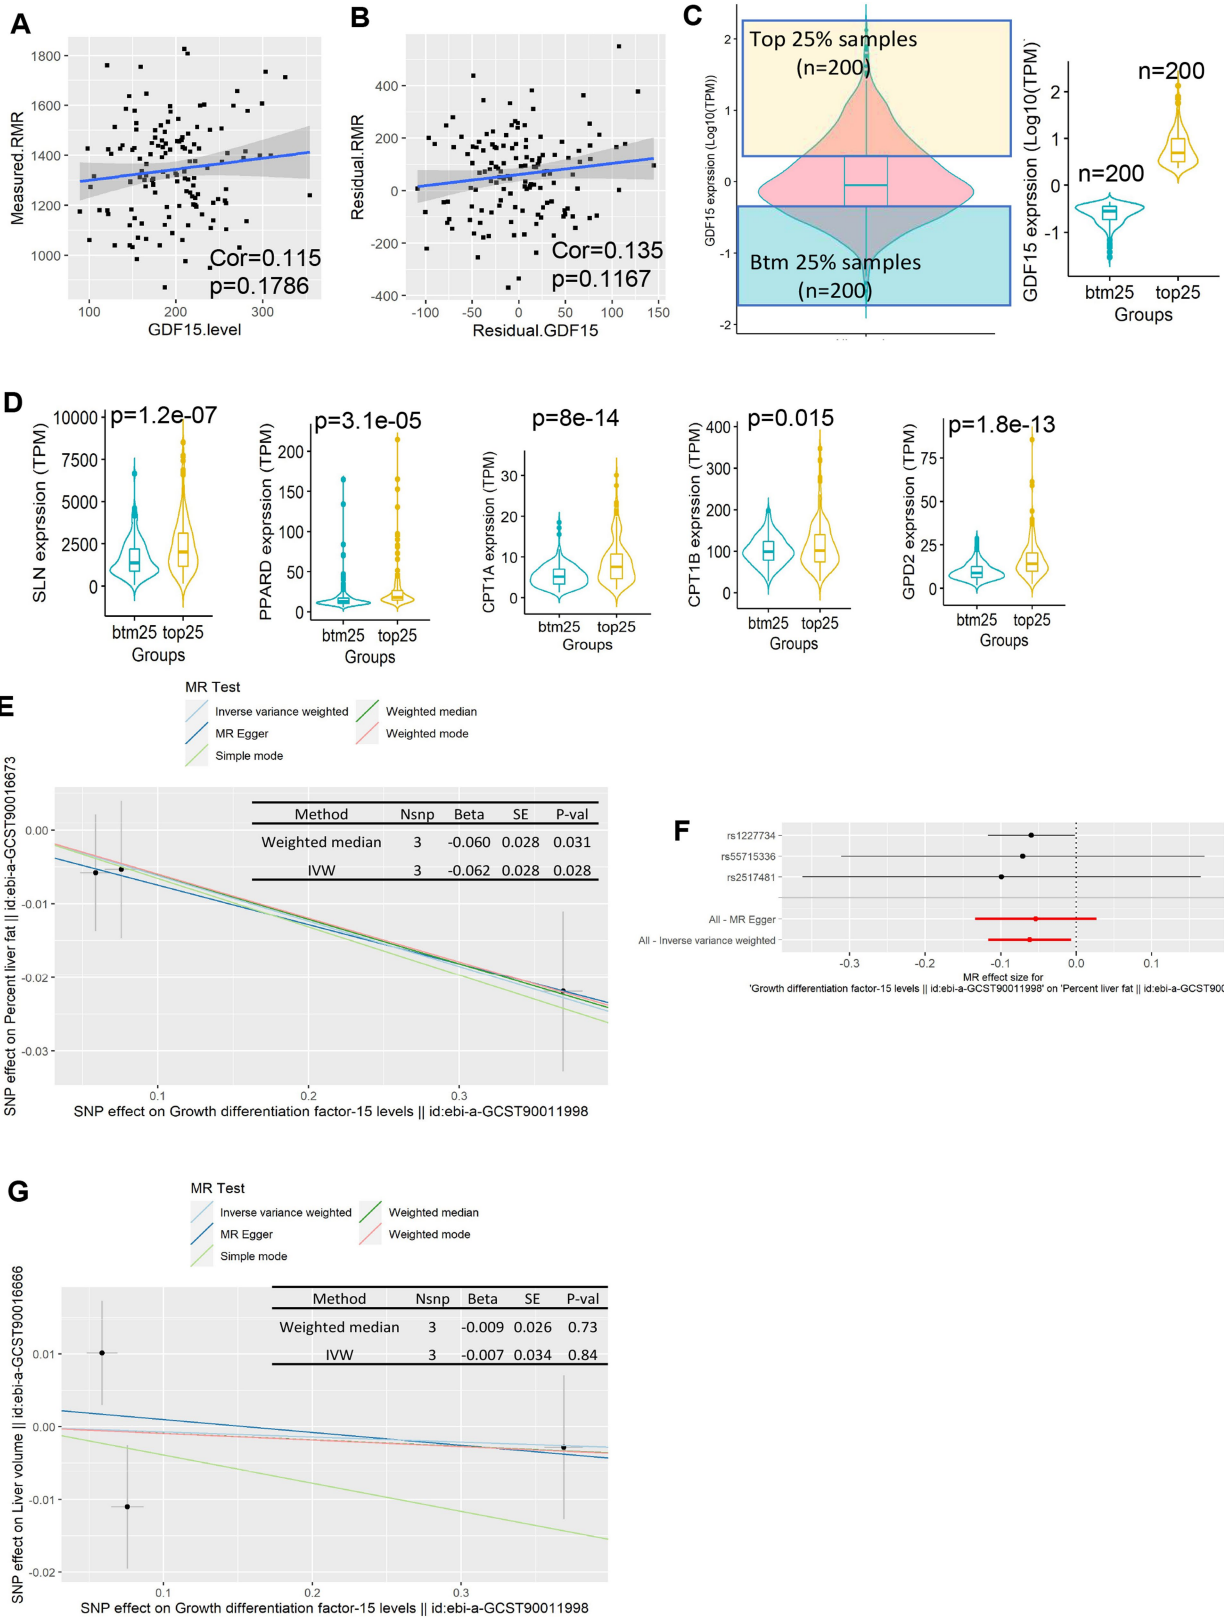 A
1800
1600
1400
1200
1000
Measured.RMR
Cor=0.115
p=0.1786
100 200 300
GDF15.level
B
400
200
0
-200
-400
Residual.RMR
Cor=0.135
p=0.1167
-100 -50 0 50 100 150
Residual.GDF15
C
2
1
0
-1
-2
GDF15 exprssion (Log10(TPM))
Top 25% samples
(n=200)
Btm 25% samples
(n=200)
GDF15 exprssion (Log10(TPM)
2
1
0
-1
n=200
n=200
btm25 top25
Groups
D
SLN exprssion (TPM)
10000
7500
5000
2500
0
p=1.2e-07
btm25 top25
Groups
PPARD exprssion (TPM)
200
150
100
50
0
p=3.1e-05
btm25 top25
Groups
CPT1A exprssion (TPM)
30
20
10
0
p=8e-14
btm25 top25
Groups
CPT1B exprssion (TPM)
400
300
200
100
0
p=0.015
btm25 top25
Groups
GPD2 exprssion (TPM)
75
50
25
0
p=1.8e-13
btm25 top25
Groups
E
MR Test
Inverse variance weighted
MR Egger
Simple mode
Weighted median
Weighted mode
SNP effect on Percent liver fat || id:ebi-a-GCST90016673
0.00
-0.01
-0.02
-0.03
Method Nsnp Beta SE P-val
Weighted median 3 -0.060 0.028 0.031
IVW 3 -0.062 0.028 0.028
0.1 0.2 0.3
SNP effect on Growth differentiation factor-15 levels || id:ebi-a-GCST90011998
F
rs1227734
rs55715336
rs2517481
All - MR Egger
All - Inverse variance weighted
-0.3 -0.2 -0.1 0.0 0.1
MR effect size for
'Growth differentiation factor-15 levels || id:ebi-a-GCST90011998' on 'Percent liver fat || id:ebi-a-GCST900
G
MR Test
Inverse variance weighted
MR Egger
Simple mode
Weighted median
Weighted mode
SNP effect on Liver volume || id:ebi-a-GCST90016666
0.01
0.00
-0.01
-0.02
Method Nsnp Beta SE P-val
Weighted median 3 -0.009 0.026 0.73
IVW 3 -0.007 0.034 0.84
0.1 0.2 0.3
SNP effect on Growth differentiation factor-15 levels || id:ebi-a-GCST90011998